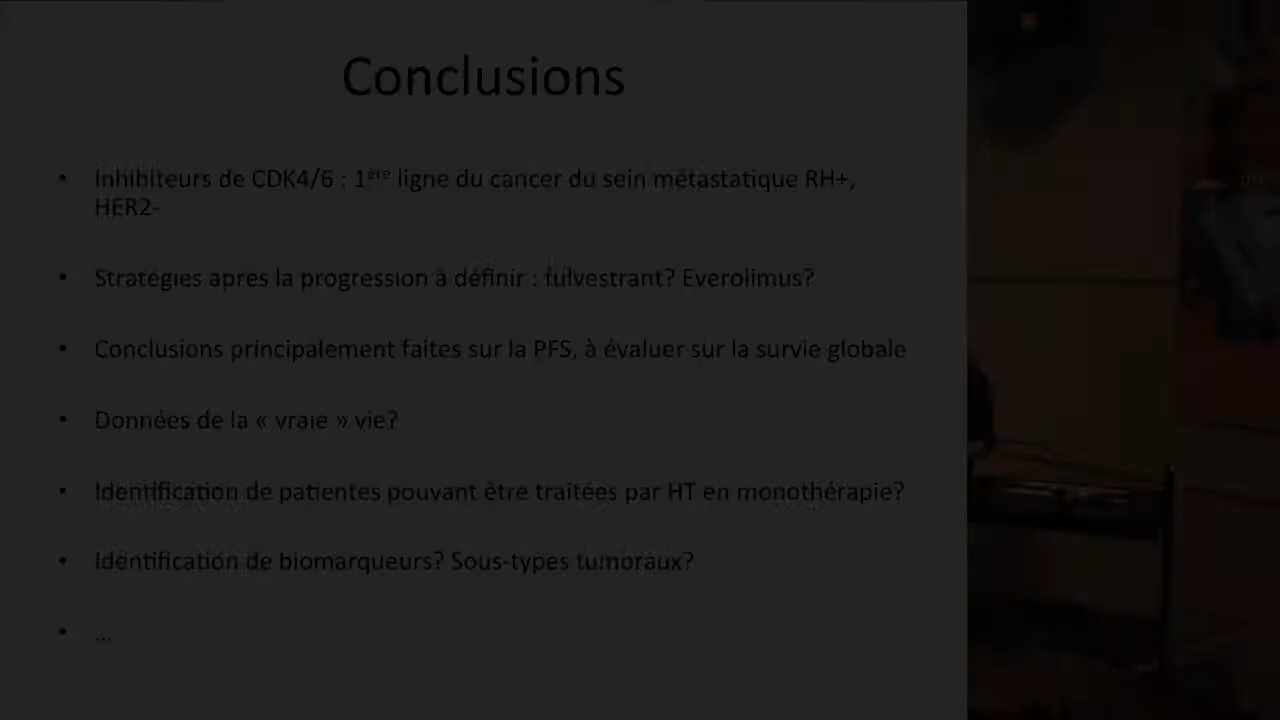 Conclusions
• Inhibiteurs de CDK4/6 : 1ère ligne du cancer du sein métastatique RH+,
HER2-
• Stratégies apres la progression à définir : fulvestrant? Everolimus?
• Conclusions principalement faites sur la PFS, à évaluer sur la survie globale
• Données de la « vraie » vie?
• Identification de patientes pouvant être traitées par HT en monothérapie?
• Identification de biomarqueurs? Sous-types tumoraux?
• ...